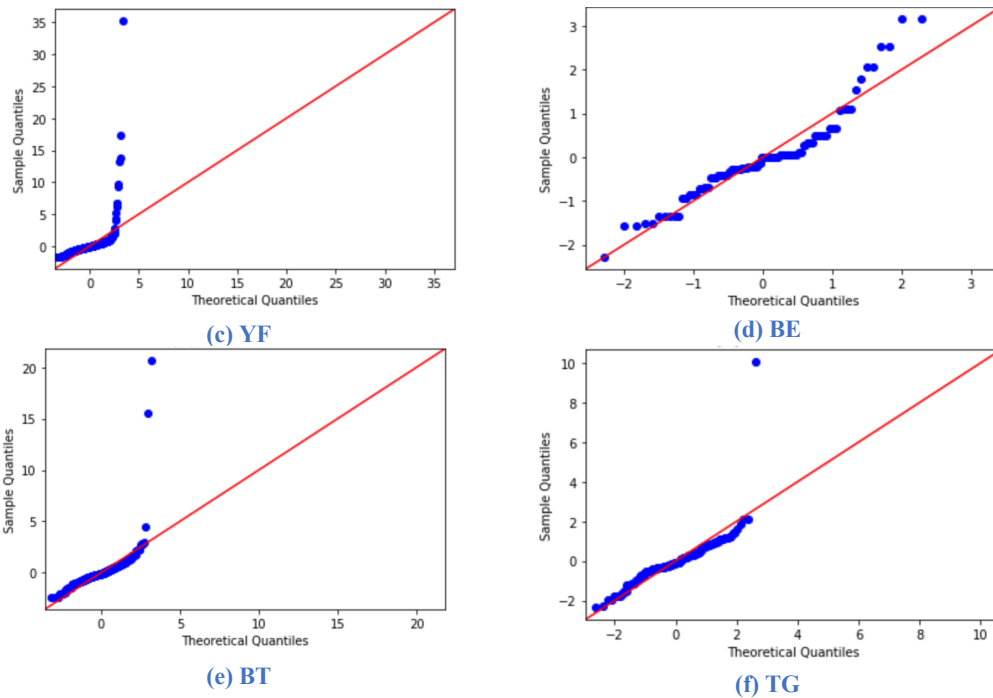 35
30
25
20
15
10
5
0
Sample Quantiles
0 5 10 15 20 25 30 35
Theoretical Quantiles
(c) YF
3
2
1
0
−1
−2
Sample Quantiles
−2 −1 0 1 2 3
Theoretical Quantiles
(d) BE
20
15
10
5
0
Sample Quantiles
0 5 10 15 20
Theoretical Quantiles
(e) BT
10
8
6
4
2
0
−2
Sample Quantiles
−2 0 2 4 6 8 10
Theoretical Quantiles
(f) TG